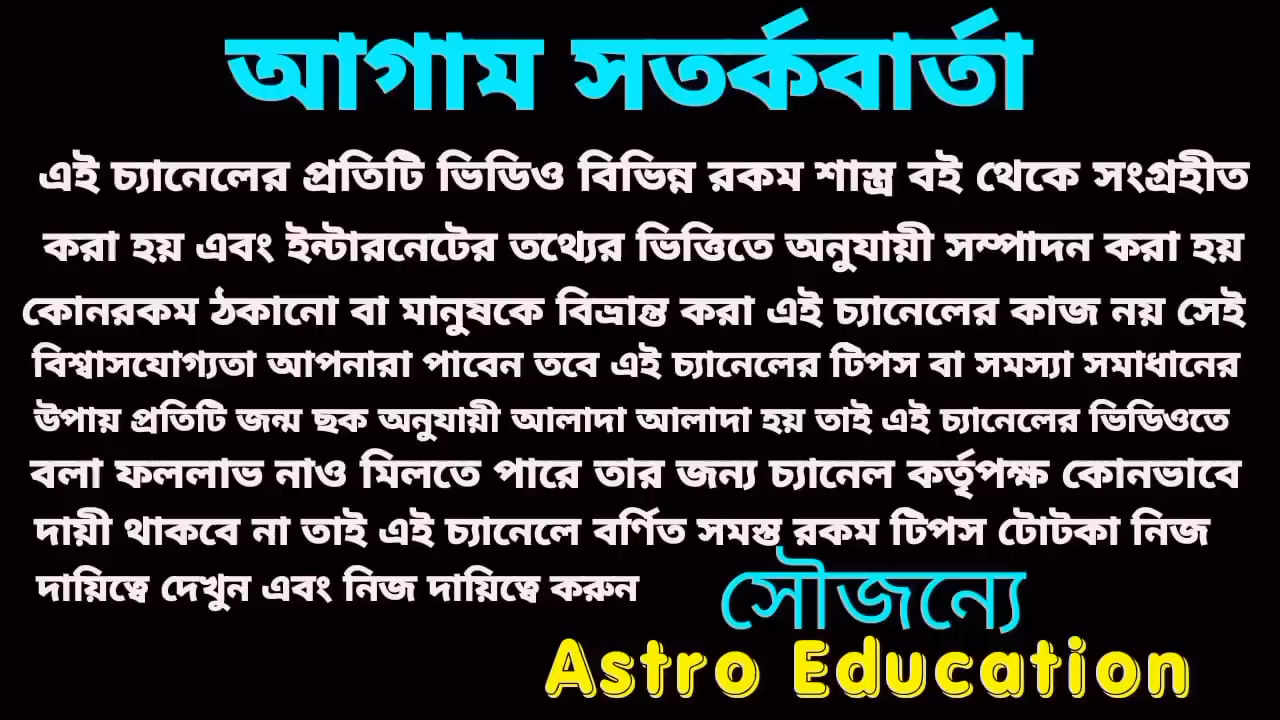 আগাম সতর্কবার্তা
এই চ্যানেলের প্রতিটি ভিডিও বিভিন্ন রকম শাস্ত্র বই থেকে সংগ্রহীত
করা হয় এবং ইন্টারনেটের তথ্যের ভিত্তিতে অনুযায়ী সম্পাদন করা হয়
কোনরকম ঠকানো বা মানুষকে বিভ্রান্ত করা এই চ্যানেলের কাজ নয় সেই
বিশ্বাসযোগ্যতা আপনারা পাবেন তবে এই চ্যানেলের টিপস বা সমস্যা সমাধানের
উপায় প্রতিটি জন্ম ছক অনুযায়ী আলাদা আলাদা হয় তাই এই চ্যানেলের ভিডিওতে
বলা ফললাভ নাও মিলতে পারে তার জন্য চ্যানেল কর্তৃপক্ষ কোনভাবে
দায়ী থাকবে না তাই এই চ্যানেলে বর্ণিত সমস্ত রকম টিপস টোটকা নিজ
দায়িত্বে দেখুন এবং নিজ দায়িত্বে করুন
সৌজন্যে
Astro Education